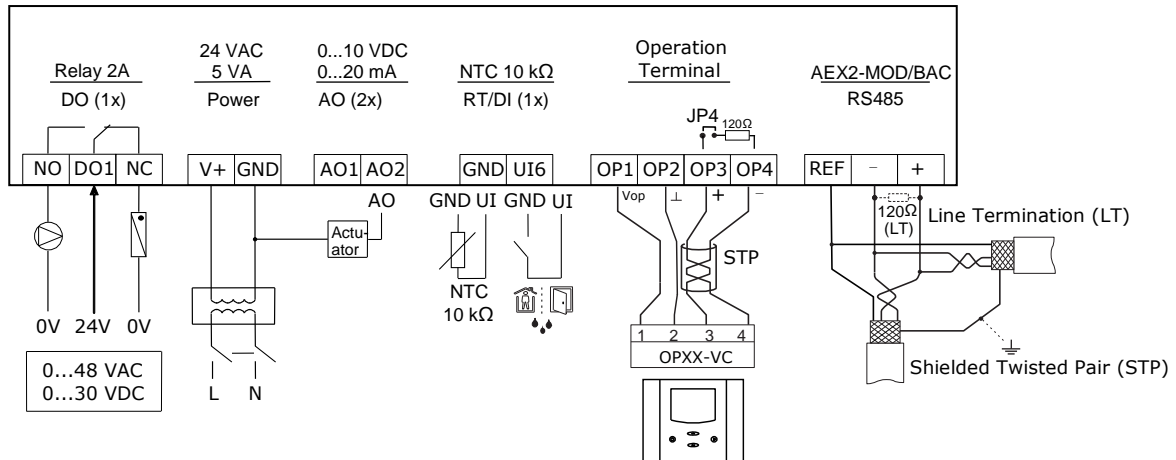 24 VAC
0...10 VDC
Operation
Relay 2A
5 VA
0...20 mA
NTC 10 kΩ
Terminal
AEX2-MOD/BAC
DO (1x)
Power
AO (2x)
RT/DI (1x)
RS485
JP4
120Ω
NO DO1 NC
V+ GND
AO1 AO2
GND UI6
OP1 OP2 OP3 OP4
REF − +
AO
GND UI GND UI
Vop ⊥ + −
120Ω
(LT)
Line Termination (LT)
Actu-
ator
STP
NTC
10 kΩ
0V 24V 0V
1 2 3 4
OPXX-VC
0...48 VAC
0...30 VDC
L N
Shielded Twisted Pair (STP)